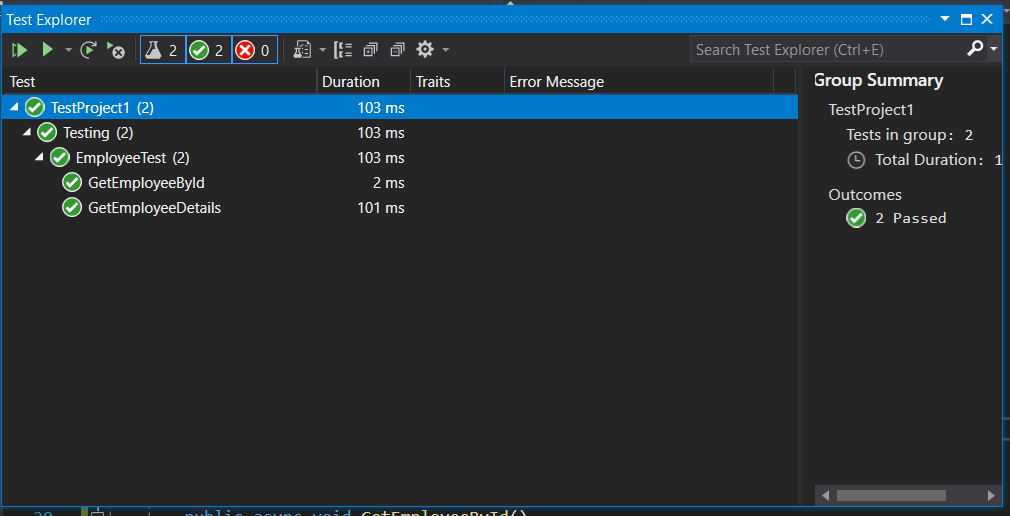 Test Explorer
2 2 0
Search Test Explorer (Ctrl+E)
Test Duration Traits Error Message
TestProject1 (2) 103 ms
Testing (2) 103 ms
EmployeeTest (2) 103 ms
GetEmployeeById 2 ms
GetEmployeeDetails 101 ms
Group Summary
TestProject1
Tests in group: 2
Total Duration: 1
Outcomes
2 Passed
public async void GetEmployeeById()